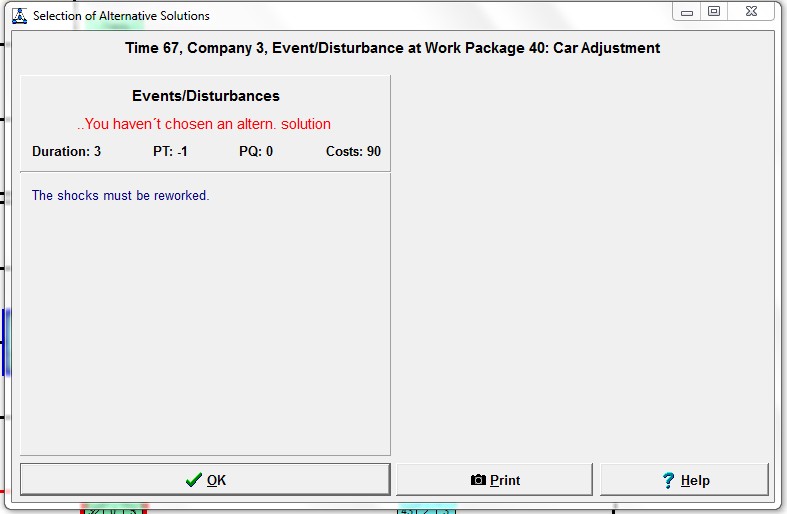 Selection of Alternative Solutions
Time 67, Company 3, Event/Disturbance at Work Package 40: Car Adjustment
Events/Disturbances
..You haven´t chosen an altern. solution
Duration: 3 PT: -1 PQ: 0 Costs: 90
The shocks must be reworked.
OK Print Help